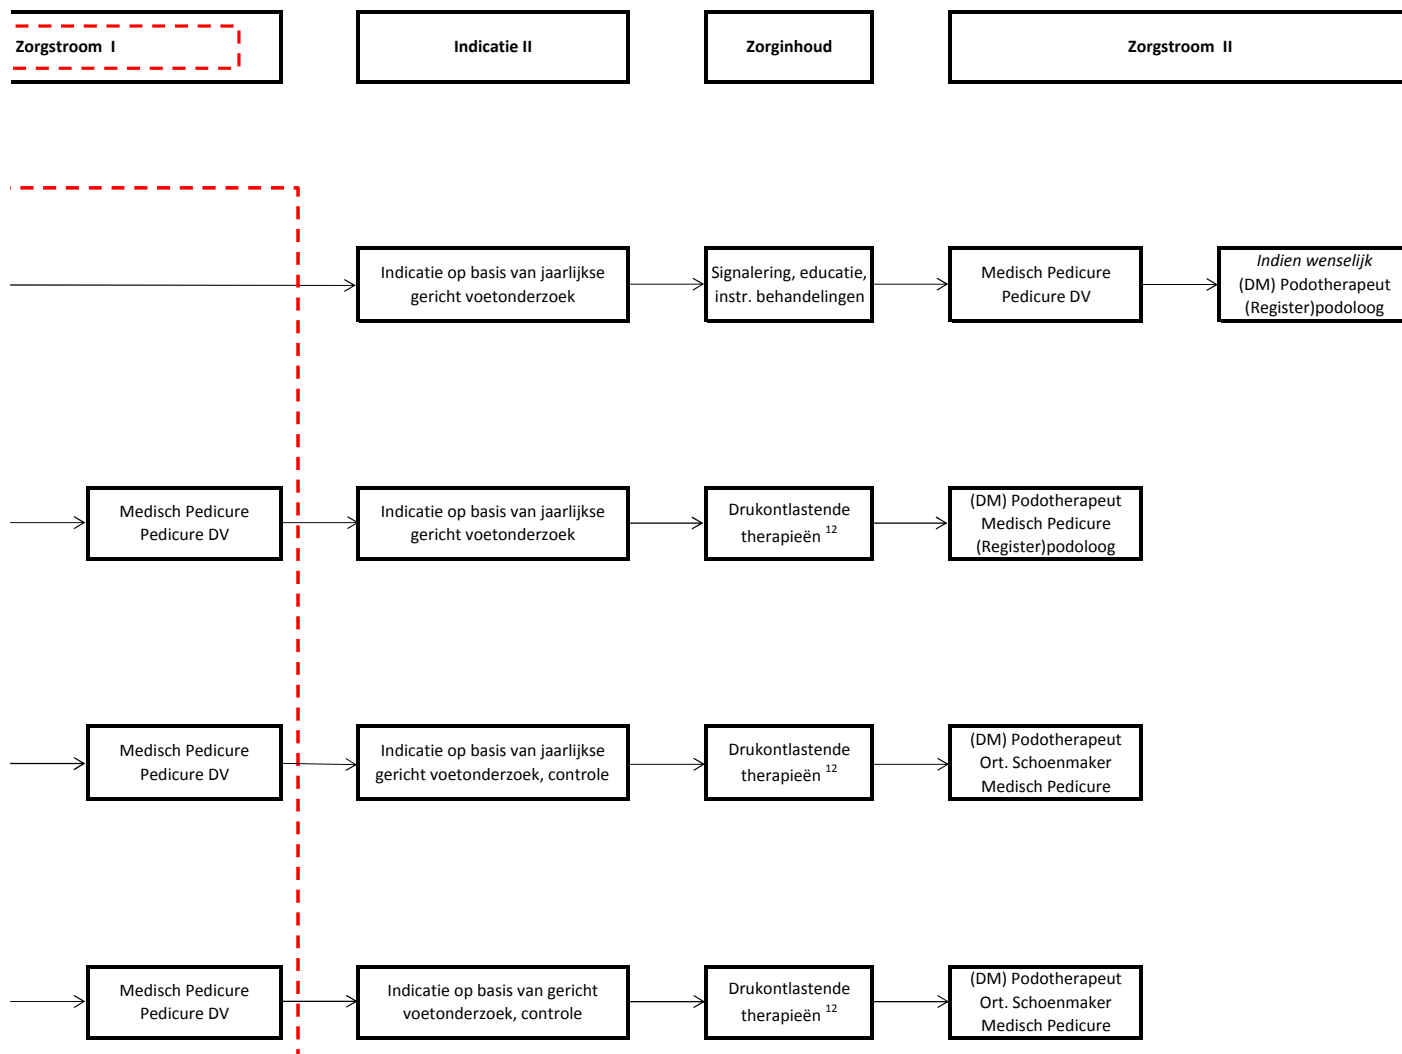 Zorgstroom I
Indicatie II
Zorginhoud
Zorgstroom II
Indicatie op basis van jaarlijkse
gericht voetonderzoek
Signalering, educatie,
instr. behandelingen
Medisch Pedicure
Pedicure DV
Indien wenselijk
(DM) Podotherapeut
(Register)podoloog
Medisch Pedicure
Pedicure DV
Indicatie op basis van jaarlijkse
gericht voetonderzoek
Drukontlastende
therapieën 12
(DM) Podotherapeut
Medisch Pedicure
(Register)podoloog
Medisch Pedicure
Pedicure DV
Indicatie op basis van jaarlijkse
gericht voetonderzoek, controle
Drukontlastende
therapieën 12
(DM) Podotherapeut
Ort. Schoenmaker
Medisch Pedicure
Medisch Pedicure
Pedicure DV
Indicatie op basis van gericht
voetonderzoek, controle
Drukontlastende
therapieën 12
(DM) Podotherapeut
Ort. Schoenmaker
Medisch Pedicure